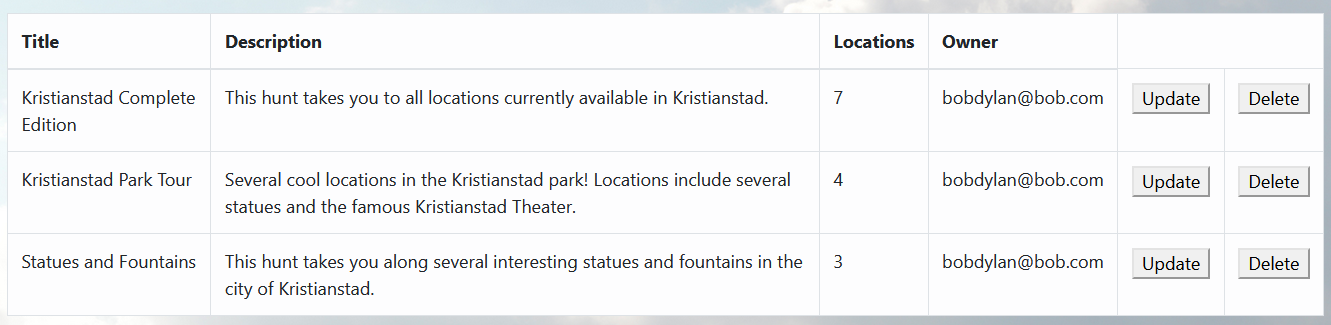 Title Description Locations Owner
Kristianstad Complete This hunt takes you to all locations currently available in Kristianstad. 7 bobdylan@bob.com Update Delete
Edition
Kristianstad Park Tour Several cool locations in the Kristianstad park! Locations include several 4 bobdylan@bob.com Update Delete
statues and the famous Kristianstad Theater.
Statues and Fountains This hunt takes you along several interesting statues and fountains in the 3 bobdylan@bob.com Update Delete
city of Kristianstad.